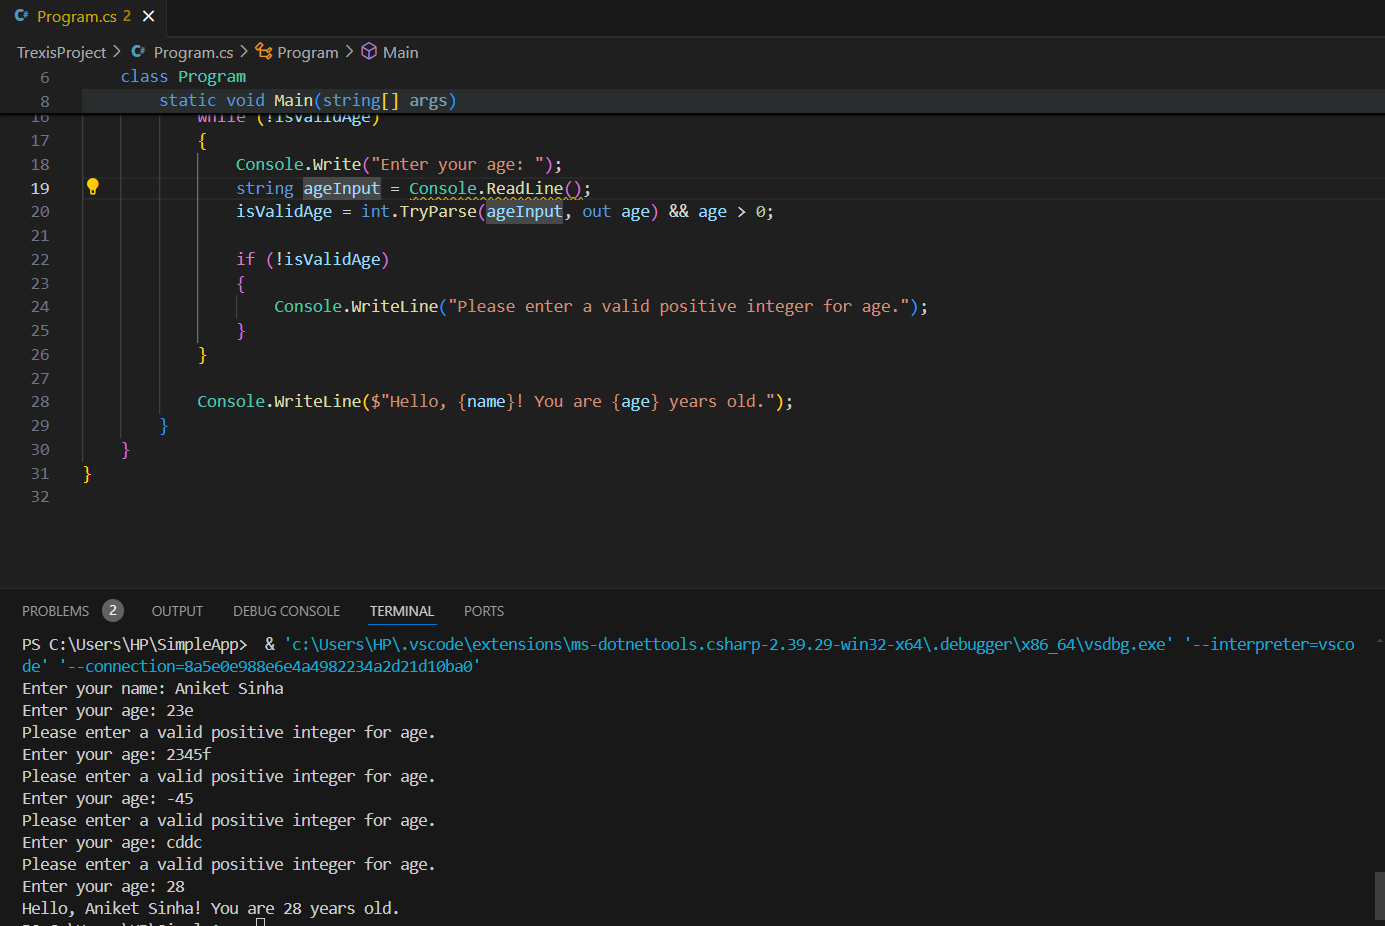 Program.cs 2
TrexisProject > Program.cs > Program > Main
6 class Program
8 static void Main(string[] args)
16 while (!isValidAge)
17 {
18 Console.Write("Enter your age: ");
19 string ageInput = Console.ReadLine();
20 isValidAge = int.TryParse(ageInput, out age) && age > 0;
21
22 if (!isValidAge)
23 {
24 Console.WriteLine("Please enter a valid positive integer for age.");
25 }
26 }
27
28 Console.WriteLine($"Hello, {name}! You are {age} years old.");
29 }
30 }
31 }
32
PROBLEMS 2 OUTPUT DEBUG CONSOLE TERMINAL PORTS
PS C:\Users\HP\SimpleApp> & 'c:\Users\HP\.vscode\extensions\ms-dotnettools.csharp-2.39.29-win32-x64\.debugger\x86_64\vsdbg.exe' '--interpreter=vsco
de' '--connection=8a5e0e988e6e4a4982234a2d21d10ba0'
Enter your name: Aniket Sinha
Enter your age: 23e
Please enter a valid positive integer for age.
Enter your age: 2345f
Please enter a valid positive integer for age.
Enter your age: -45
Please enter a valid positive integer for age.
Enter your age: cddc
Please enter a valid positive integer for age.
Enter your age: 28
Hello, Aniket Sinha! You are 28 years old.